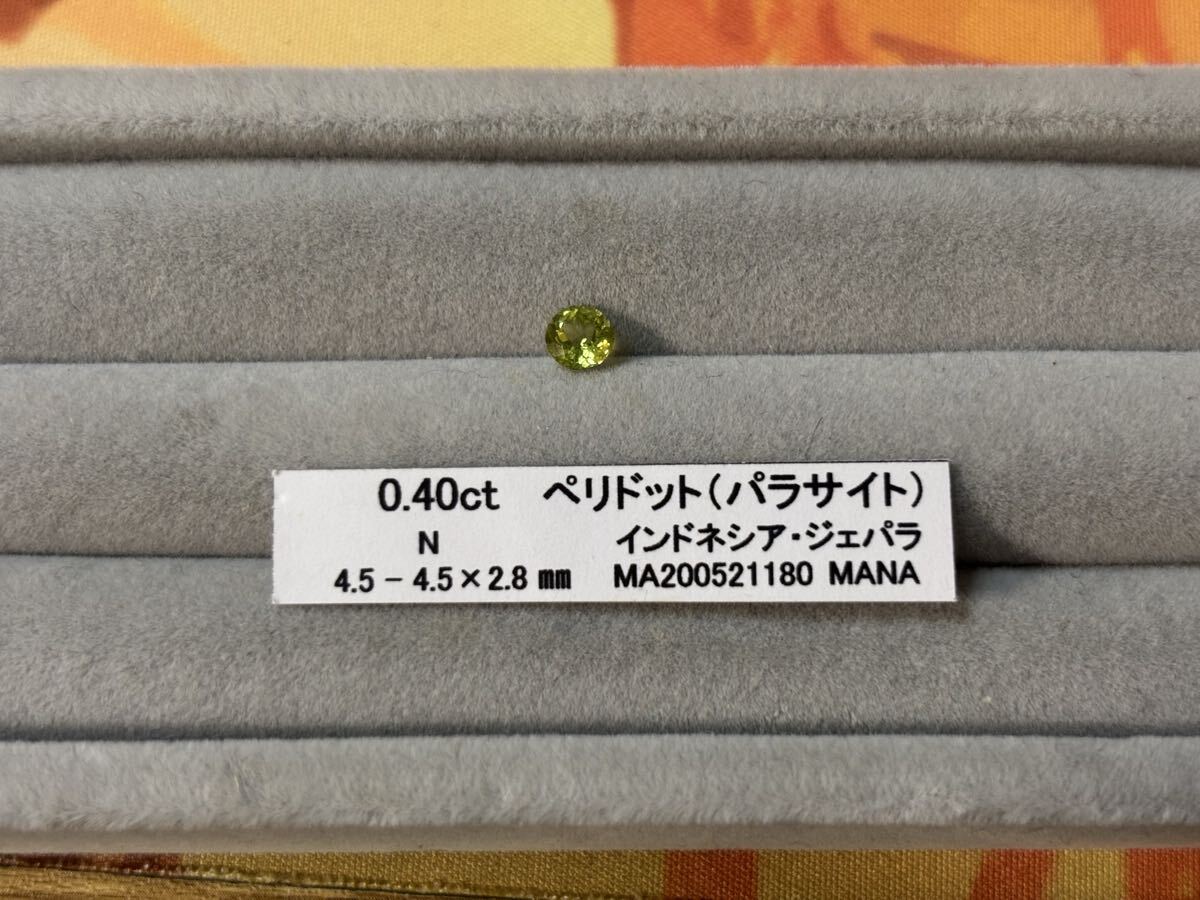 0.40ct ペリドット(パラサイト)
N インドネシア・ジェパラ
4.5 - 4.5×2.8 ㎜ MA200521180 MANA